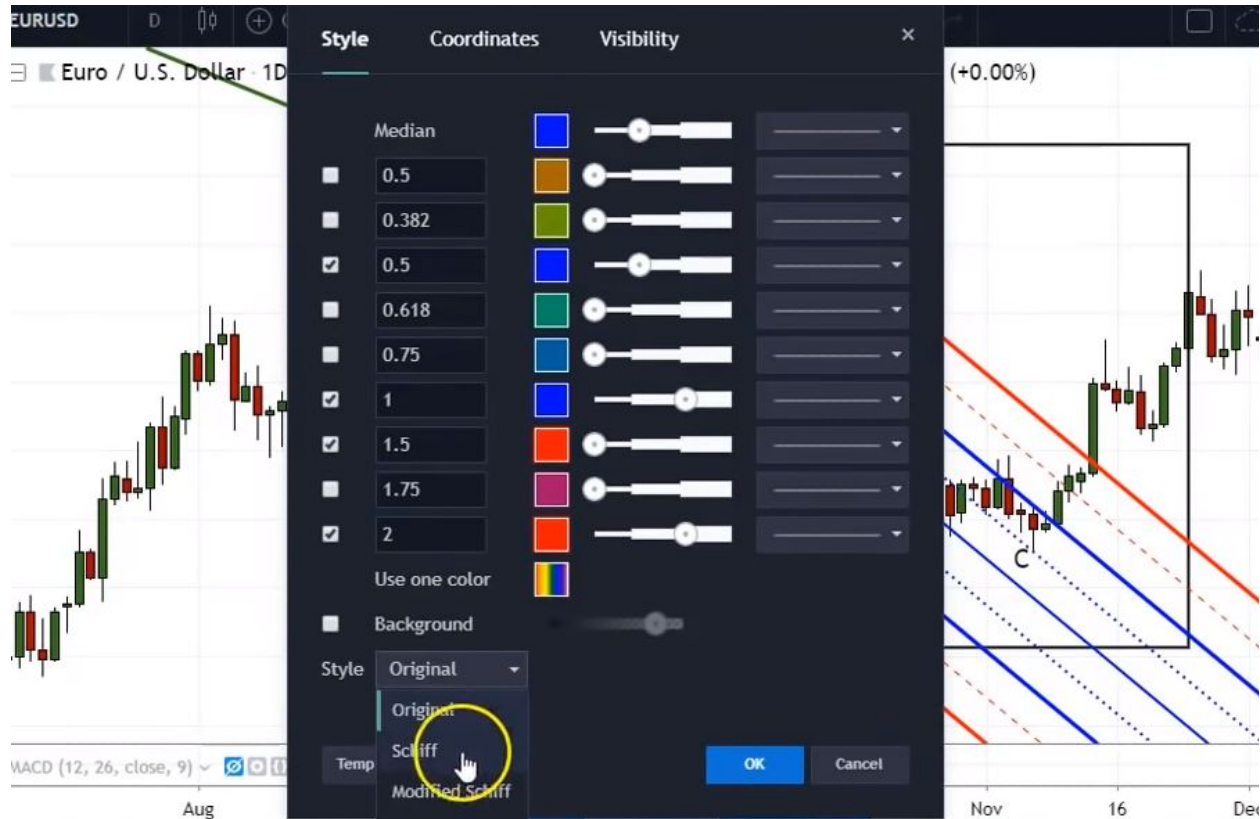 EURUSD D
Euro / U.S. Dollar · 1D
(+0.00%)
Style Coordinates Visibility ×
Median
0.5
0.382
0.5
0.618
0.75
1
1.5
1.75
2
Use one color
Background
Style Original
Original
Schiff
Modified Schiff
Temp
OK Cancel
C
MACD (12, 26, close, 9)
Aug Nov 16 Dec